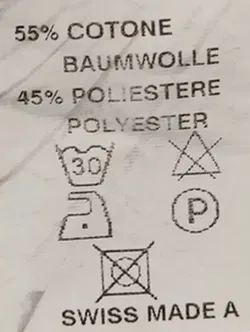 55% COTONE
BAUMWOLLE
45% POLIESTERE
POLYESTER
30
P
SWISS MADE A